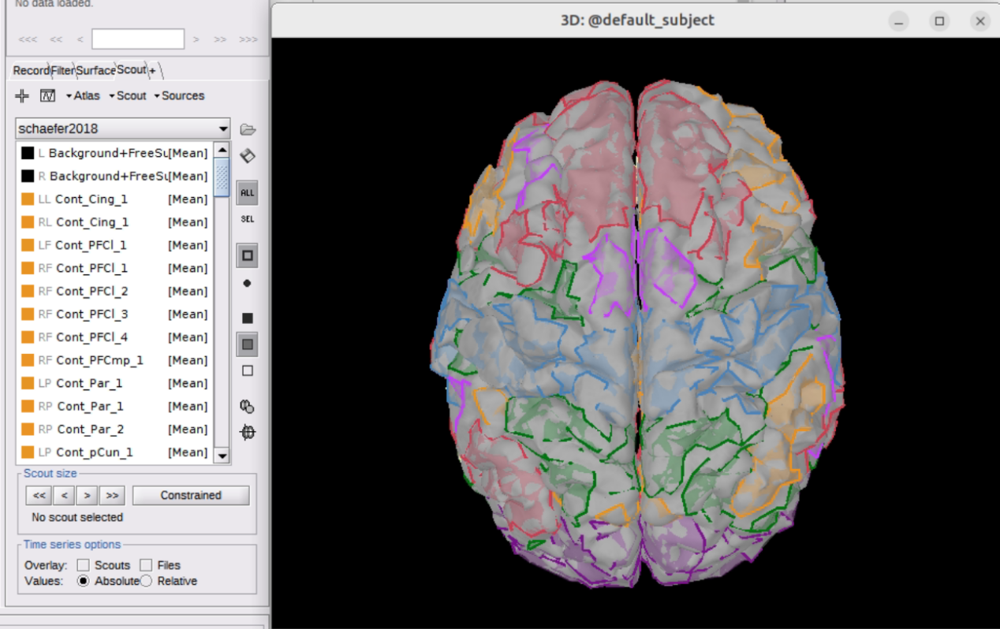 No data loaded.
3D: @default_subject
<<< << < > >> >>>
Record Filter Surface Scout +
Atlas Scout Sources
schaefer2018
L Background+FreeSu[Mean]
R Background+FreeSu[Mean]
LL Cont_Cing_1 [Mean]
RL Cont_Cing_1 [Mean]
LF Cont_PFCl_1 [Mean]
RF Cont_PFCl_1 [Mean]
RF Cont_PFCl_2 [Mean]
RF Cont_PFCl_3 [Mean]
RF Cont_PFCl_4 [Mean]
RF Cont_PFCmp_1 [Mean]
LP Cont_Par_1 [Mean]
RP Cont_Par_1 [Mean]
RP Cont_Par_2 [Mean]
LP Cont_pCun_1 [Mean]
ALL
SEL
Scout size
<< < > >> Constrained
No scout selected
Time series options
Overlay: Scouts Files
Values: Absolute Relative